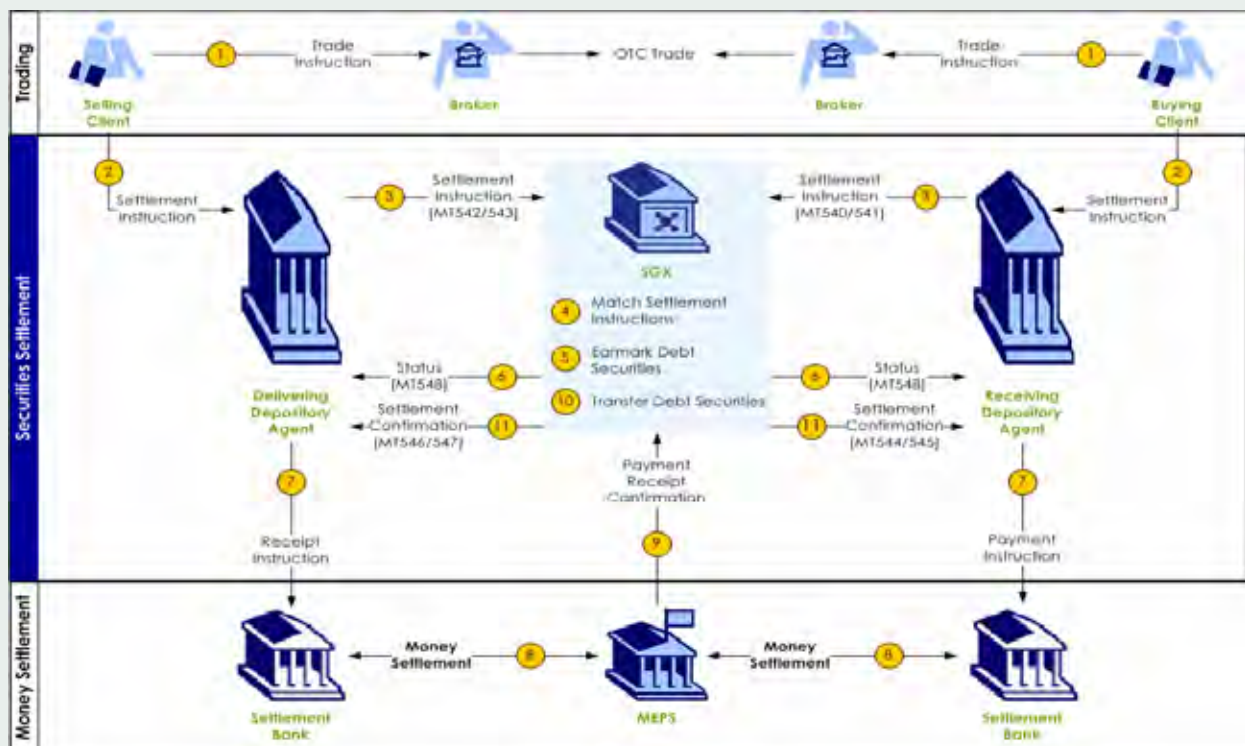 Trading
1
Trade
Instruction
OTC Trade
Trade
Instruction
1
Selling
Client
Broker
Broker
Buying
Client
Securities Settlement
2
Settlement
Instruction
3
Settlement
Instruction
(MT542/543)
SGX
Settlement
Instruction
(MT540/541)
3
2
Settlement
Instruction
4
Match Settlement
Instructions
5
Earmark Debt
Securities
10
Transfer Debt Securities
Delivering
Depository
Agent
Status
(MT548)
6
Settlement
Confirmation
(MT546/547)
11
6
Status
(MT548)
11
Settlement
Confirmation
(MT544/545)
Receiving
Depository
Agent
7
Receipt
Instruction
Payment
Receipt
Confirmation
9
7
Payment
Instruction
Money Settlement
Money
Settlement
8
Money
Settlement
8
Settlement
Bank
MEPS
Settlement
Bank